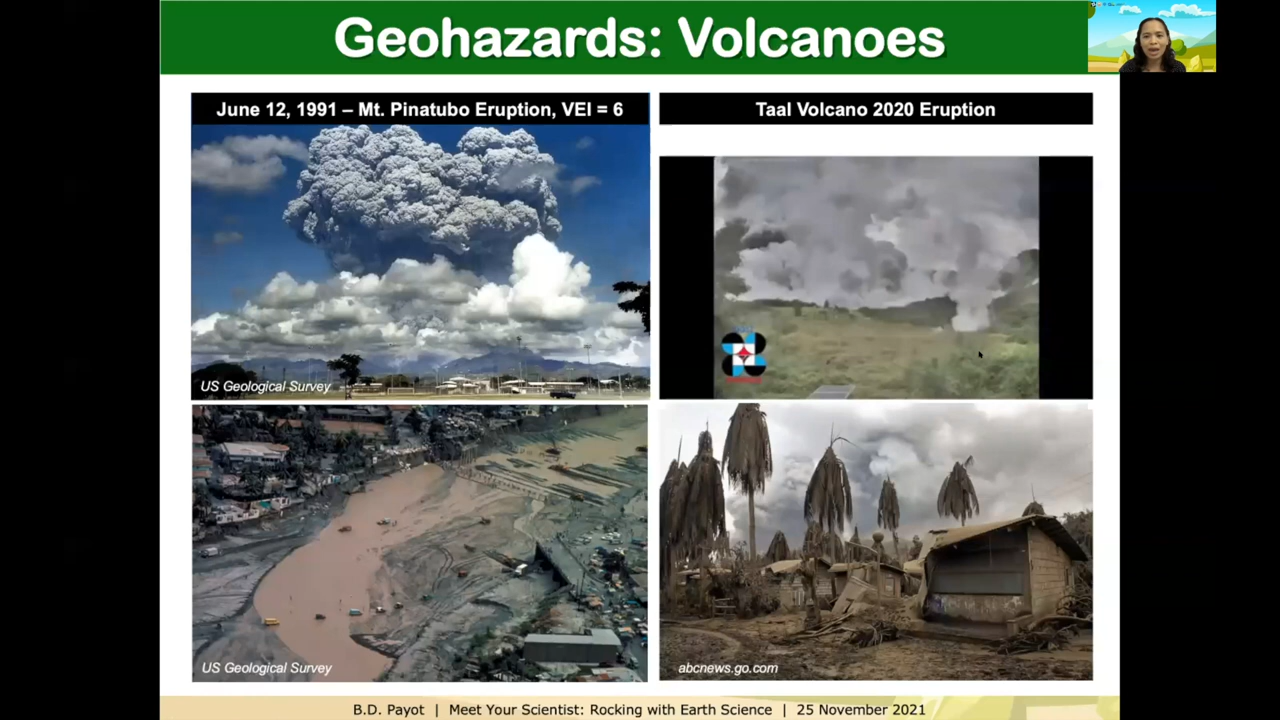 Geohazards: Volcanoes
June 12, 1991 – Mt. Pinatubo Eruption, VEI = 6
Taal Volcano 2020 Eruption
US Geological Survey
US Geological Survey
abcnews.go.com
B.D. Payot | Meet Your Scientist: Rocking with Earth Science | 25 November 2021